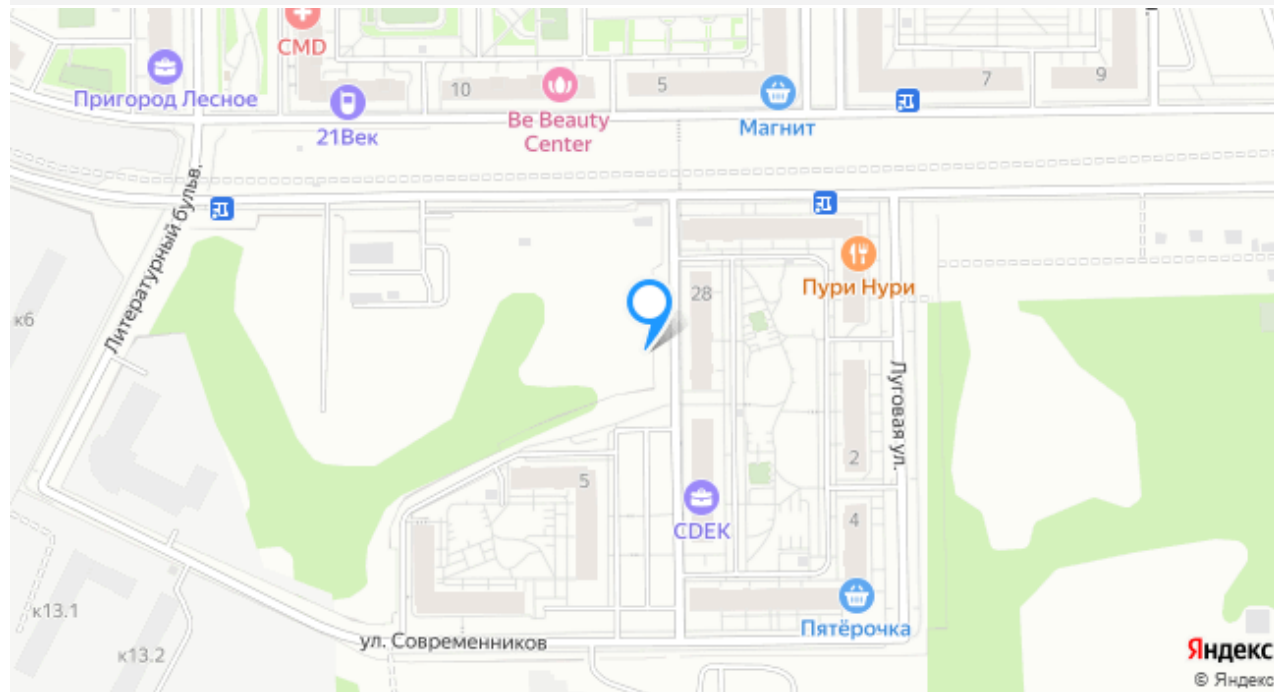 CMD
Пригород Лесное
10
5
7
9
21Век
Be Beauty
Center
Магнит
Литературный бульв.
28
Пури Нури
к6
Луговая ул.
2
5
CDEK
4
к13.1
Пятёрочка
ул. Современников
к13.2
Яндекс
© Яндекс